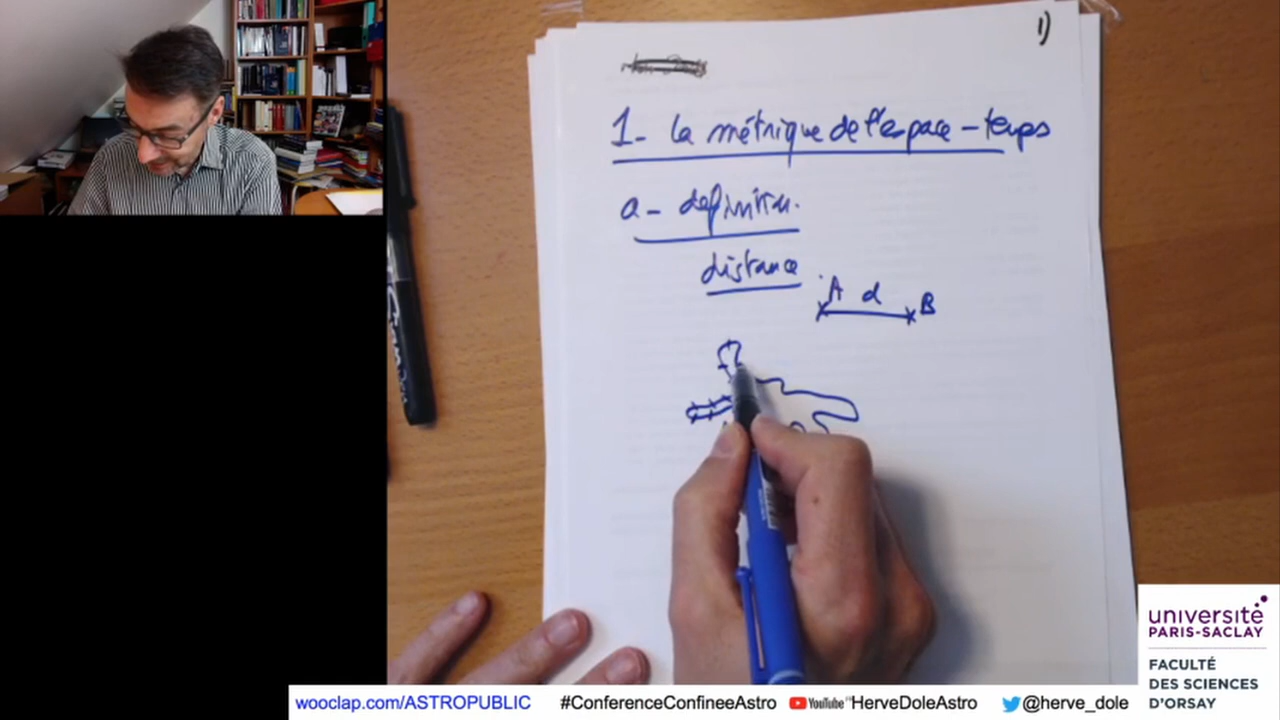 1)
1- La métrique de l'espace-temps
a- définition.
distance
A d B
université
PARIS-SACLAY
FACULTÉ
DES SCIENCES
D'ORSAY
wooclap.com/ASTROPUBLIC #ConferenceConfineeAstro YouTube HerveDoleAstro @herve_dole